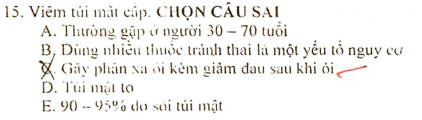 15. Viêm túi mật cấp. CHỌN CÂU SAI
A. Thường gặp ở người 30 – 70 tuổi
B. Dùng nhiều thuốc tránh thai là một yếu tố nguy cơ
C. Gây phản xạ ói kèm giảm đau sau khi ói
D. Túi mật to
E. 90 – 95% do sỏi túi mật